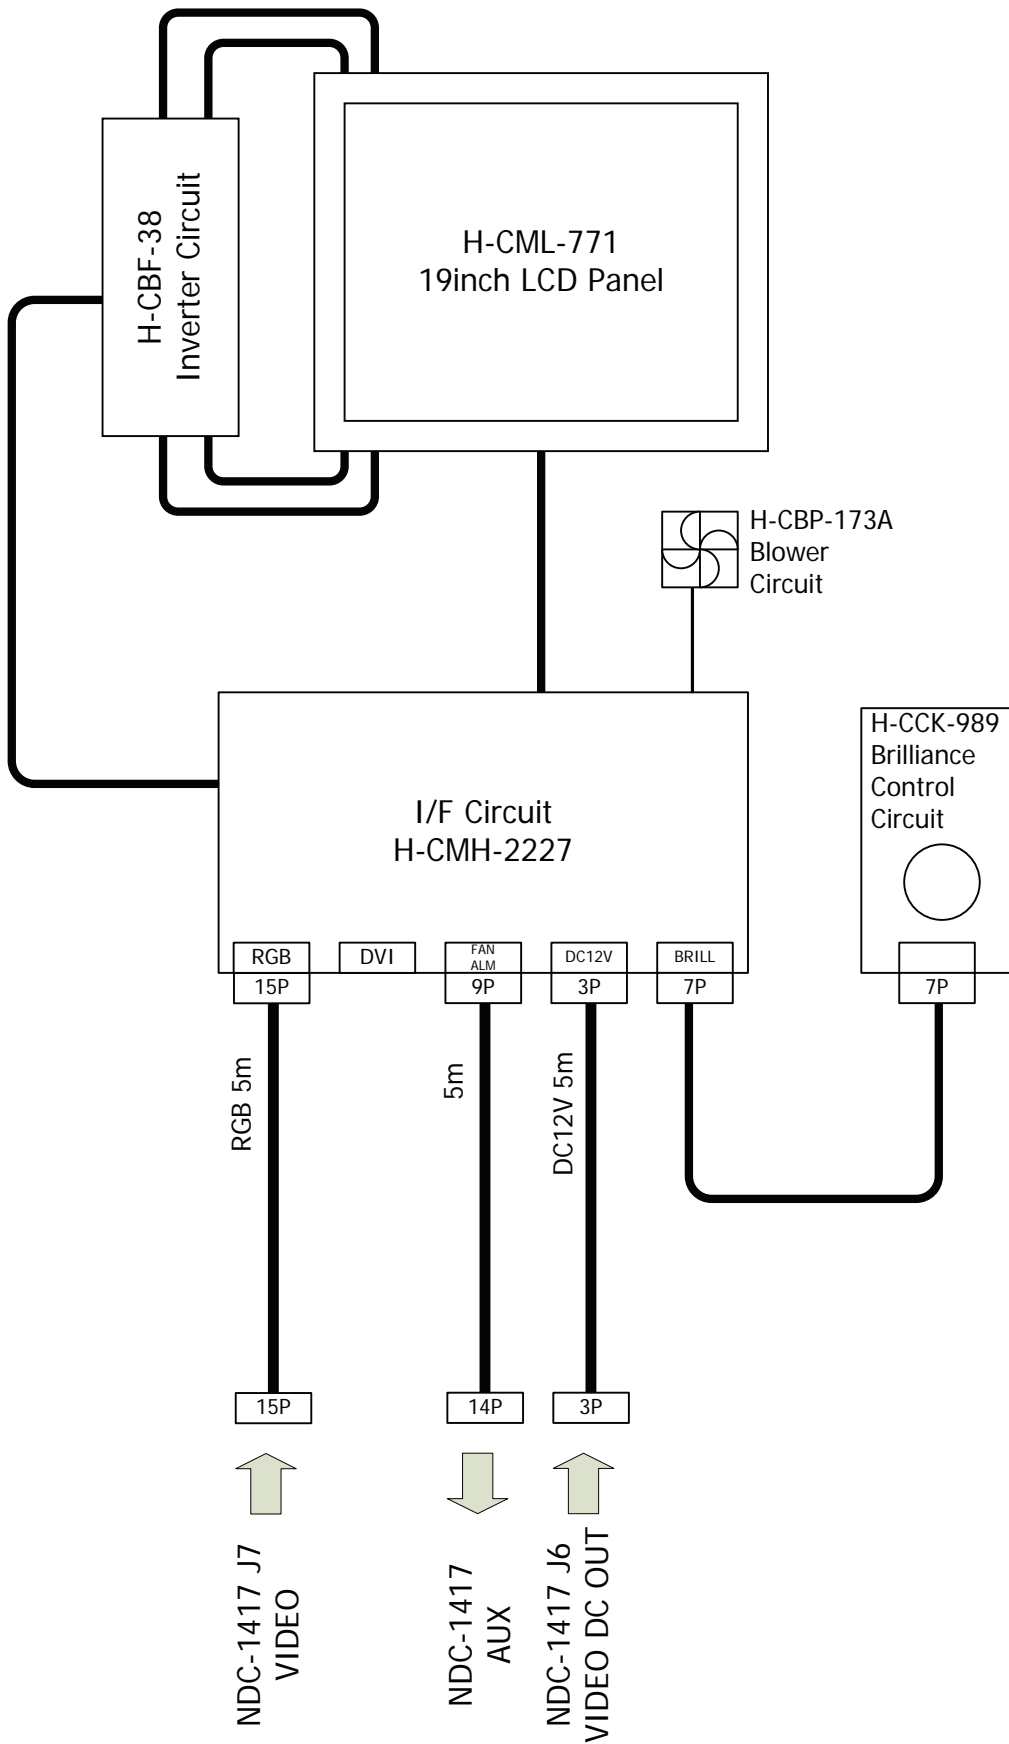 H-CBF-38
Inverter Circuit
H-CML-771
19inch LCD Panel
H-CBP-173A
Blower
Circuit
I/F Circuit
H-CMH-2227
H-CCK-989
Brilliance
Control
Circuit
RGB
DVI
FAN
ALM
DC12V
BRILL
15P
9P
3P
7P
7P
RGB 5m
5m
DC12V 5m
15P
14P
3P
NDC-1417 J7
VIDEO
NDC-1417
AUX
NDC-1417 J6
VIDEO DC OUT